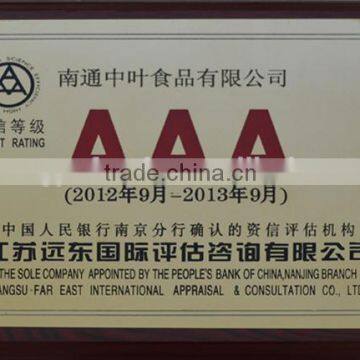 SCIENCE
南通中叶食品有限公司
信等级
T RATING
AAA
trade.china.cn
(2012年9月-2013年9月)
中国人民银行南京分行确认的资信评估机构
江苏远东国际评估咨询有限公司
THE SOLE COMPANY APPOINTED BY THE PEOPLE'S BANK OF CHINA,NANJING BRANCH
ANGSU-FAR EAST INTERNATIONAL APPRAISAL & CONSULTATION CO., LTD